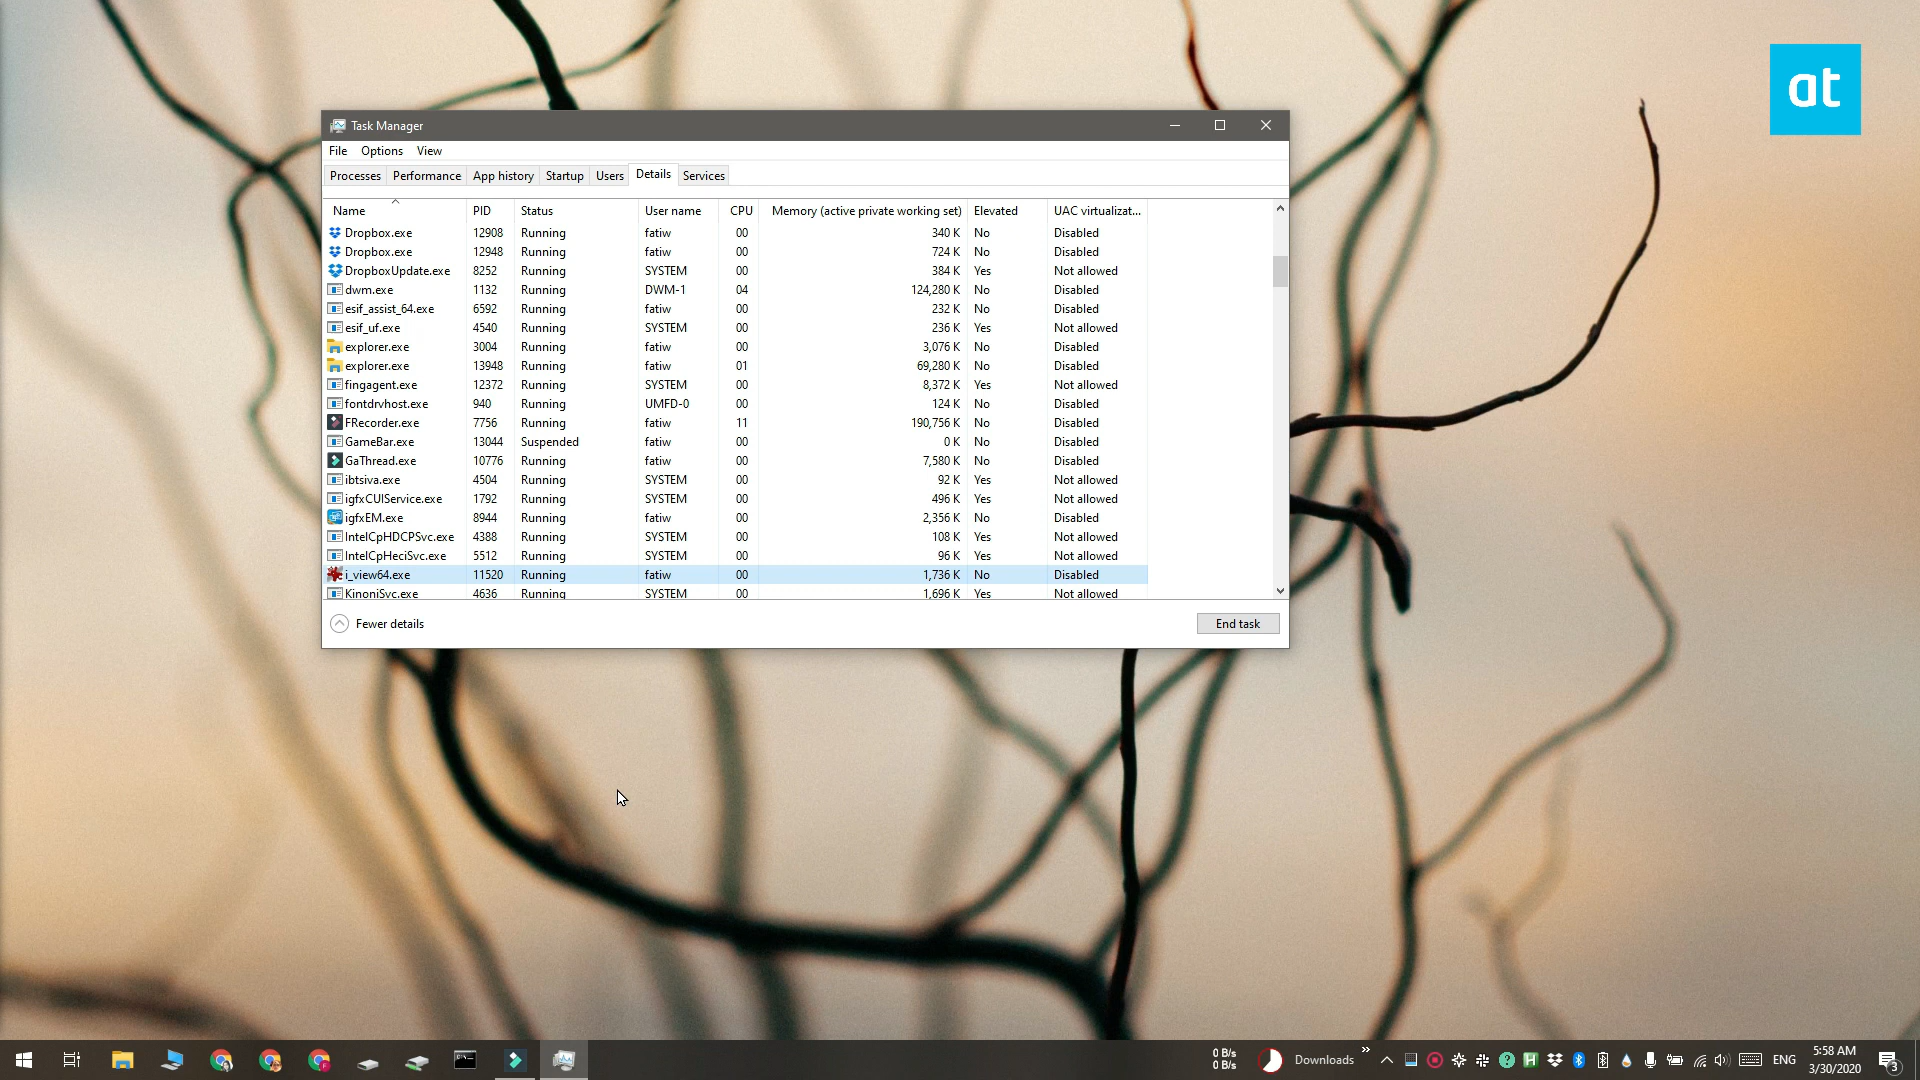 at
Task Manager
File Options View
Processes Performance App history Startup Users Details Services
Name PID Status User name CPU Memory (active private working set) Elevated UAC virtualizat...
Dropbox.exe 12908 Running fatiw 00 340 K No Disabled
Dropbox.exe 12948 Running fatiw 00 724 K No Disabled
DropboxUpdate.exe 8252 Running SYSTEM 00 384 K Yes Not allowed
dwm.exe 1132 Running DWM-1 04 124,280 K No Disabled
esif_assist_64.exe 6592 Running fatiw 00 232 K No Disabled
esif_uf.exe 4540 Running SYSTEM 00 236 K Yes Not allowed
explorer.exe 3004 Running fatiw 00 3,076 K No Disabled
explorer.exe 13948 Running fatiw 01 69,280 K No Disabled
fingagent.exe 12372 Running SYSTEM 00 8,372 K Yes Not allowed
fontdrvhost.exe 940 Running UMFD-0 00 124 K No Disabled
FRecorder.exe 7756 Running fatiw 11 190,756 K No Disabled
GameBar.exe 13044 Suspended fatiw 00 0 K No Disabled
GaThread.exe 10776 Running fatiw 00 7,580 K No Disabled
ibtsiva.exe 4504 Running SYSTEM 00 92 K Yes Not allowed
igfxCUIService.exe 1792 Running SYSTEM 00 496 K Yes Not allowed
igfxEM.exe 8944 Running fatiw 00 2,356 K No Disabled
IntelCpHDCPSvc.exe 4388 Running SYSTEM 00 108 K Yes Not allowed
IntelCpHeciSvc.exe 5512 Running SYSTEM 00 96 K Yes Not allowed
i_view64.exe 11520 Running fatiw 00 1,736 K No Disabled
KinoniSvc.exe 4636 Running SYSTEM 00 1,696 K Yes Not allowed
Fewer details End task
0 B/s
0 B/s
Downloads » ENG
5:58 AM
3/30/2020
3